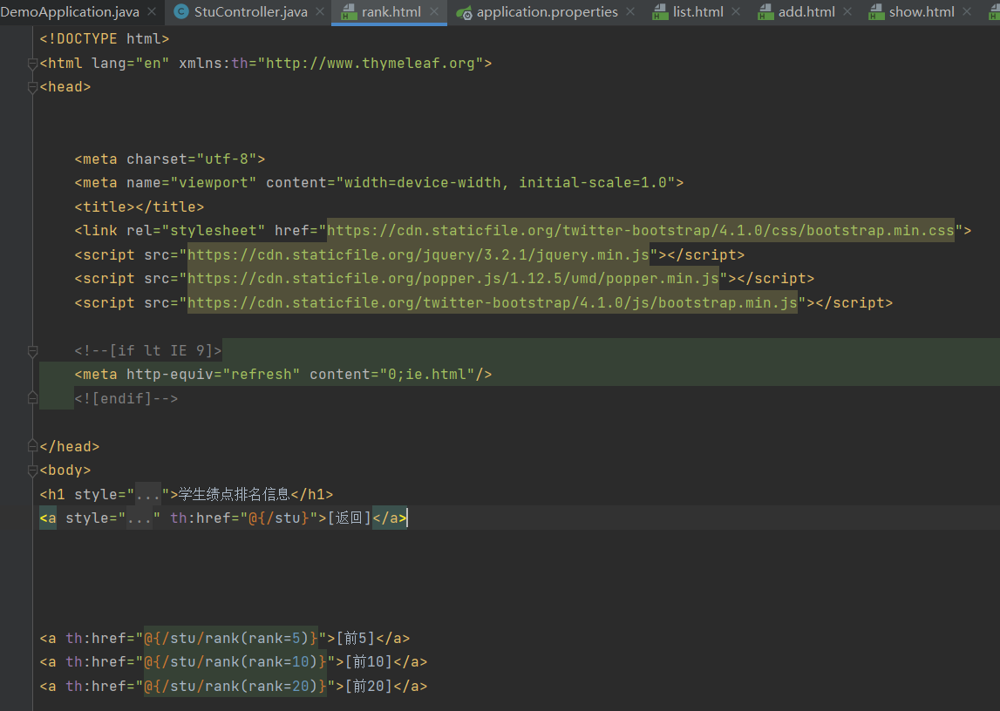 DemoApplication.java StuController.java rank.html application.properties list.html add.html show.html
<!DOCTYPE html>
<html lang="en" xmlns:th="http://www.thymeleaf.org">
<head>
<meta charset="utf-8">
<meta name="viewport" content="width=device-width, initial-scale=1.0">
<title></title>
<link rel="stylesheet" href="https://cdn.staticfile.org/twitter-bootstrap/4.1.0/css/bootstrap.min.css">
<script src="https://cdn.staticfile.org/jquery/3.2.1/jquery.min.js"></script>
<script src="https://cdn.staticfile.org/popper.js/1.12.5/umd/popper.min.js"></script>
<script src="https://cdn.staticfile.org/twitter-bootstrap/4.1.0/js/bootstrap.min.js"></script>
<!--[if lt IE 9]>
<meta http-equiv="refresh" content="0;ie.html"/>
<![endif]-->
</head>
<body>
<h1 style="...">学生绩点排名信息</h1>
<a style="..." th:href="@{/stu}">[返回]</a>
<a th:href="@{/stu/rank(rank=5)}">[前5]</a>
<a th:href="@{/stu/rank(rank=10)}">[前10]</a>
<a th:href="@{/stu/rank(rank=20)}">[前20]</a>